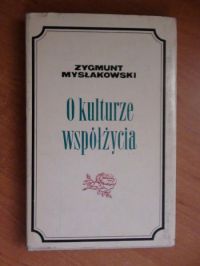 ZYGMUNT
MYSŁAKOWSKI
O kulturze
współżycia